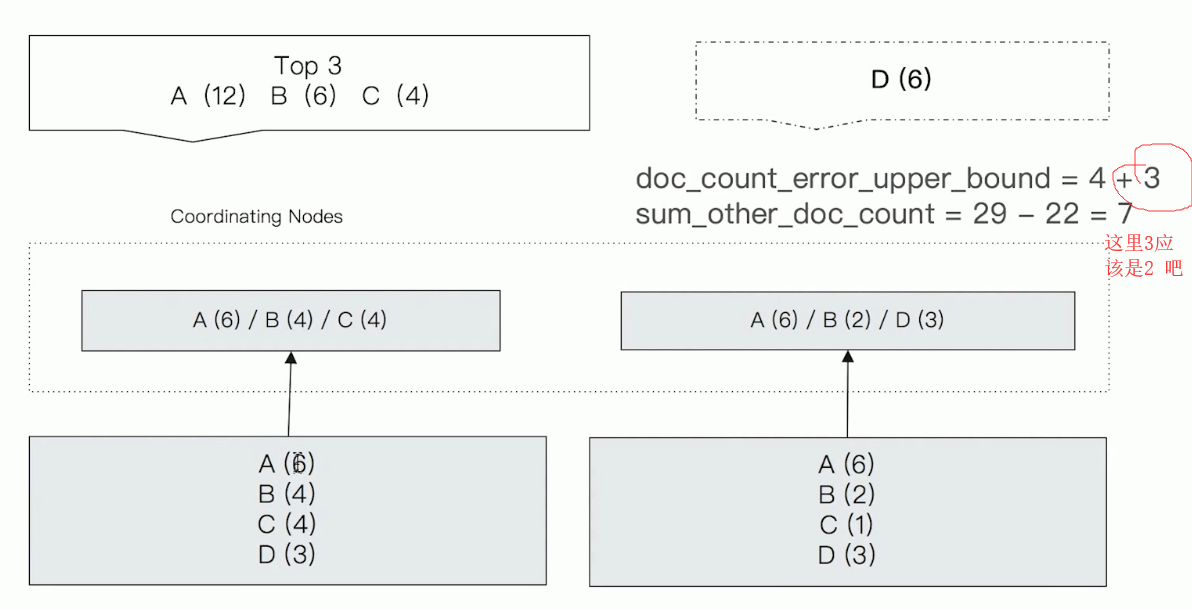 Top 3
A (12) B (6) C (4)
D (6)
doc_count_error_upper_bound = 4 + 3
sum_other_doc_count = 29 – 22 = 7
这里3应
该是2 吧
Coordinating Nodes
A (6) / B (4) / C (4)
A (6) / B (2) / D (3)
A (6)
B (4)
C (4)
D (3)
A (6)
B (2)
C (1)
D (3)